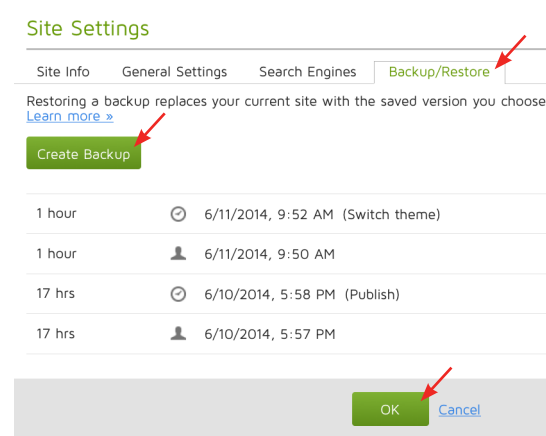 Site Settings
Site Info General Settings Search Engines Backup/Restore
Restoring a backup replaces your current site with the saved version you choose
Learn more »
Create Backup
1 hour 6/11/2014, 9:52 AM (Switch theme)
1 hour 6/11/2014, 9:50 AM
17 hrs 6/10/2014, 5:58 PM (Publish)
17 hrs 6/10/2014, 5:57 PM
OK Cancel